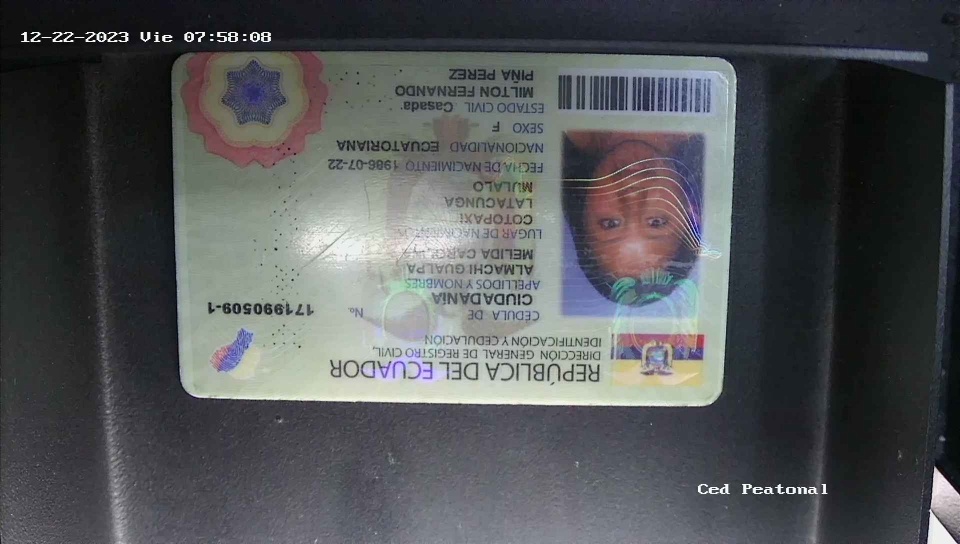 12-22-2023 Vie 07:58:08
REPÚBLICA DEL ECUADOR
DIRECCIÓN GENERAL DE REGISTRO CIVIL,
IDENTIFICACIÓN Y CEDULACIÓN
CÉDULA DE
CIUDADANÍA
No.
171990509-1
APELLIDOS Y NOMBRES
ALMACHI GUALPA
MELIDA
LUGAR DE NACIMIENTO
COTOPAXI
LATACUNGA
MULALO
FECHA DE NACIMIENTO 1986-07-22
NACIONALIDAD ECUATORIANA
SEXO F
ESTADO CIVIL Casada
MILTON FERNANDO
PIÑA PEREZ
Ced Peatonal